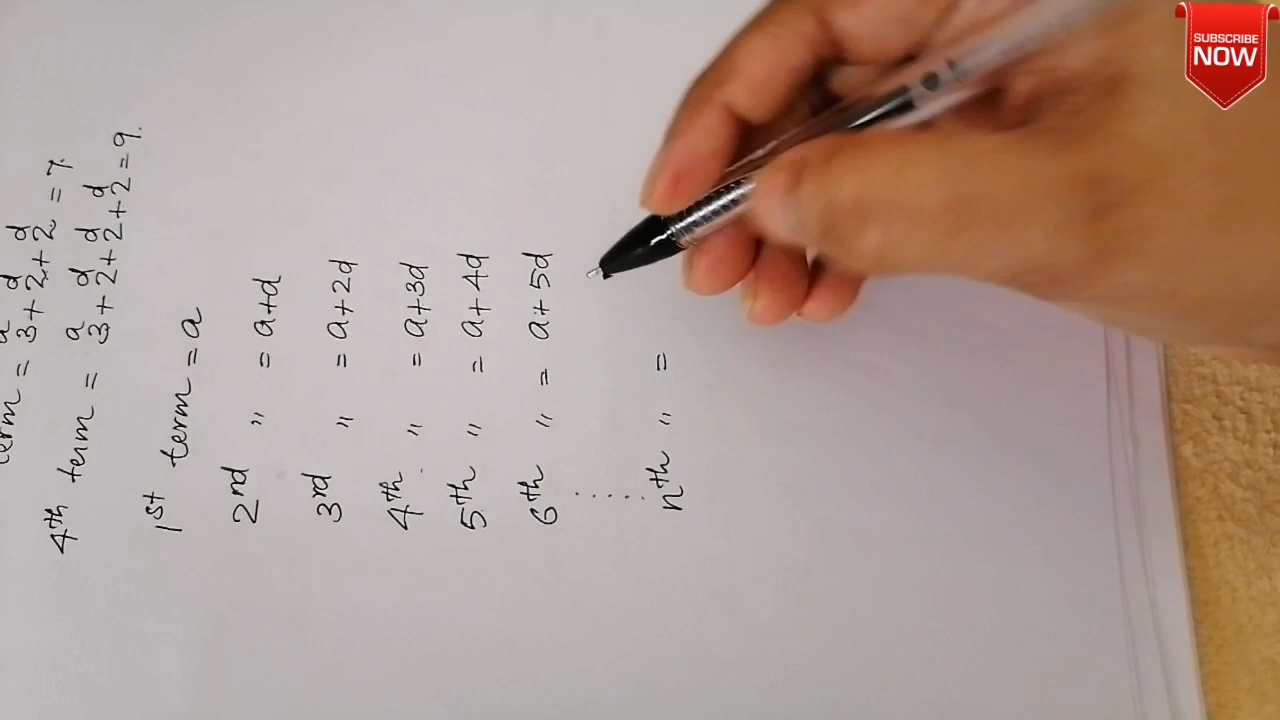 term = 3 + 2 + 2 = 7.
a d d
4th term = 3 + 2 + 2 + 2 = 9.
a d d d
1st term = a
2nd " = a+d
3rd " = a+2d
4th " = a+3d
5th " = a+4d
6th " = a+5d
......
nth " =
SUBSCRIBE
NOW